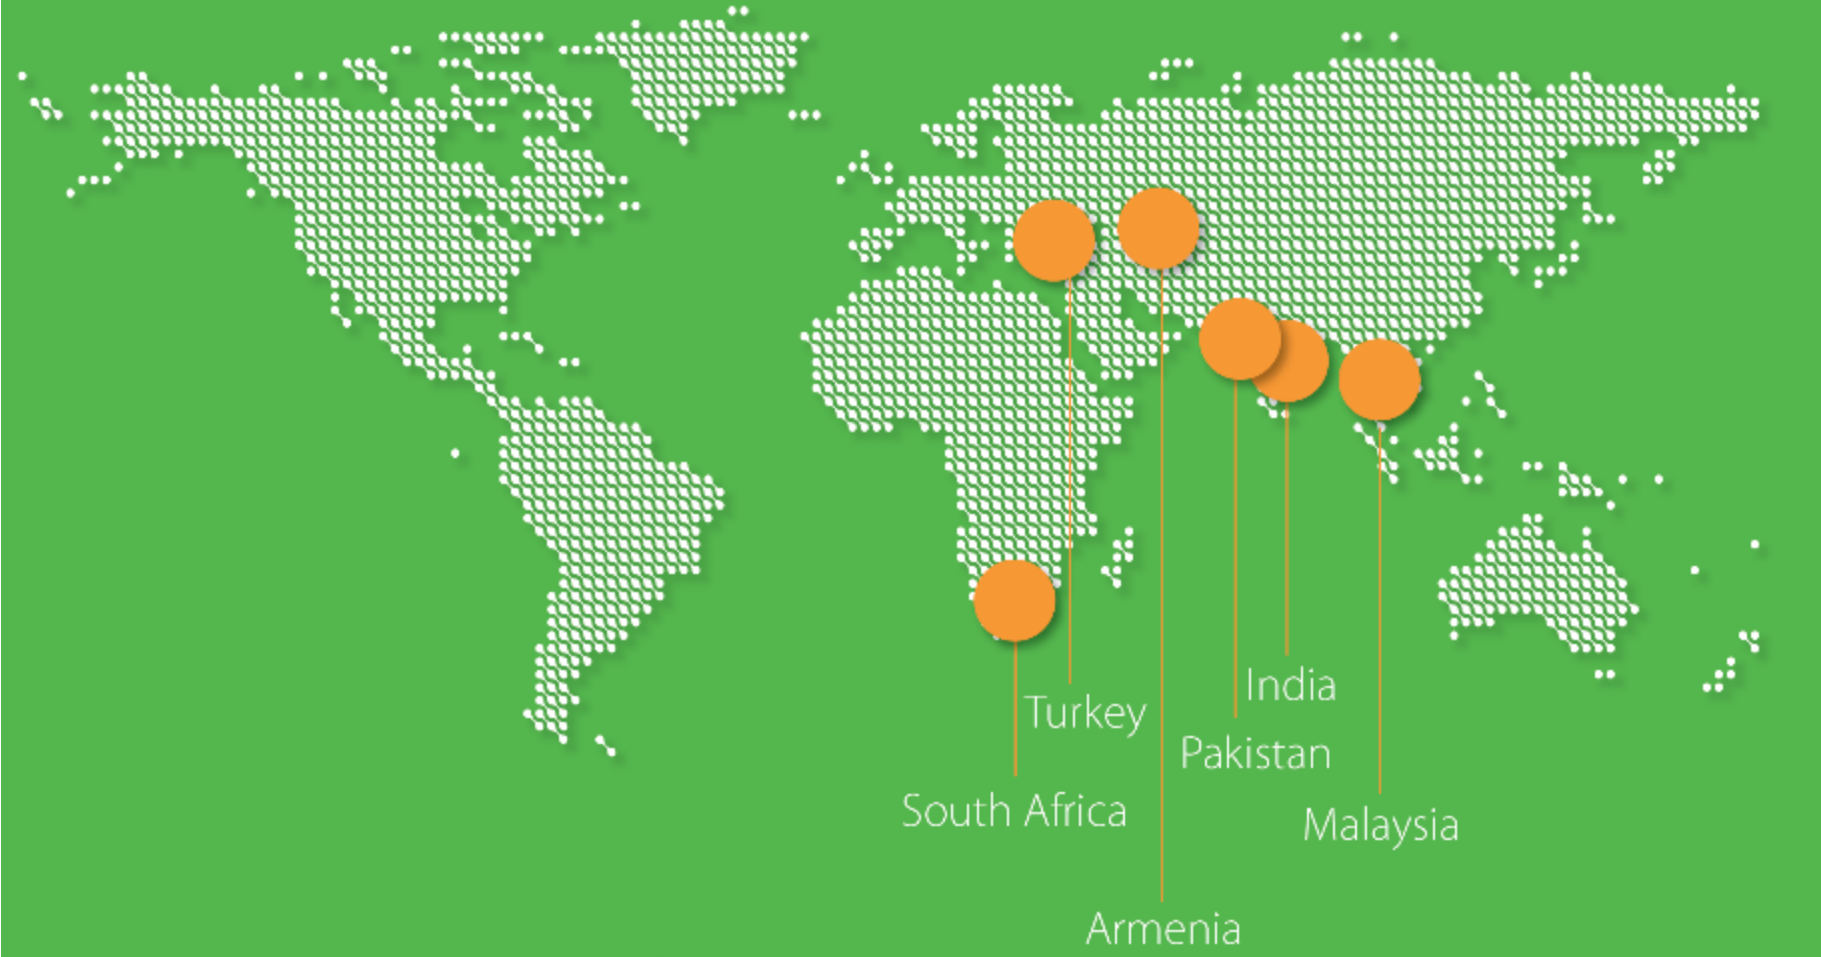 India
Turkey
Pakistan
South Africa
Malaysia
Armenia